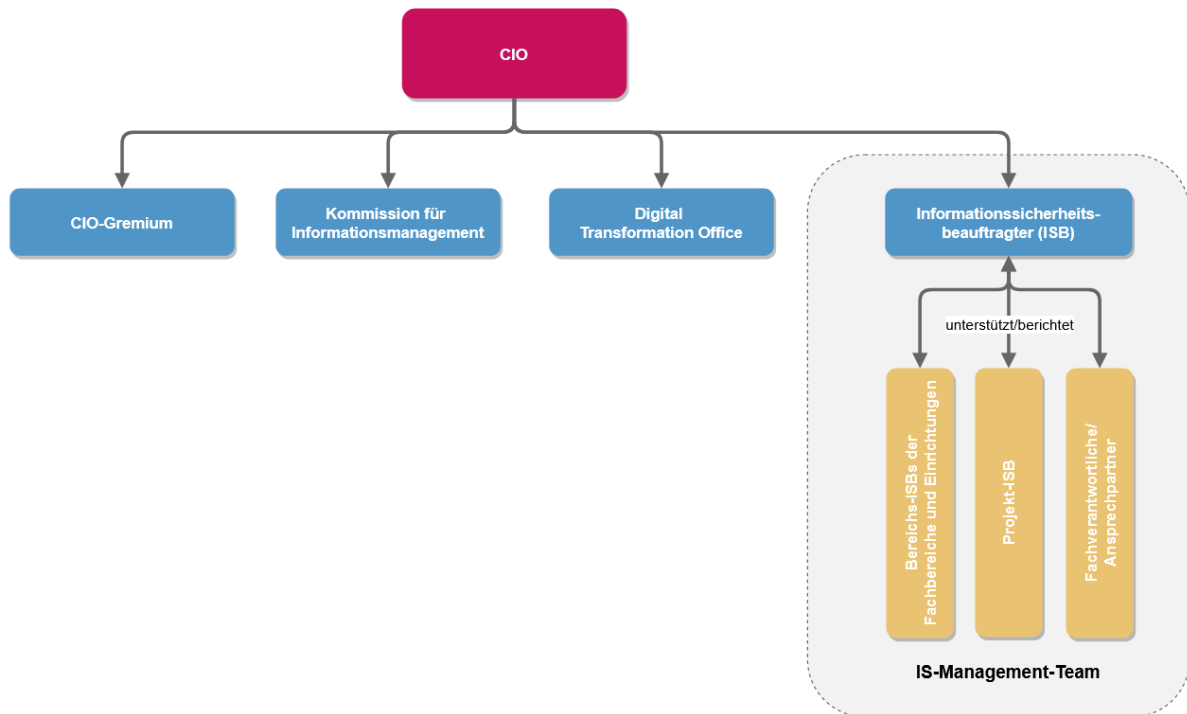 CIO
CIO-Gremium
Kommission für
Informationsmanagement
Digital
Transformation Office
Informationssicherheits-
beauftragter (ISB)
unterstützt/berichtet
Bereichs-ISBs der
Fachbereiche und Einrichtungen
Projekt-ISB
Fachverantwortliche/
Ansprechpartner
IS-Management-Team